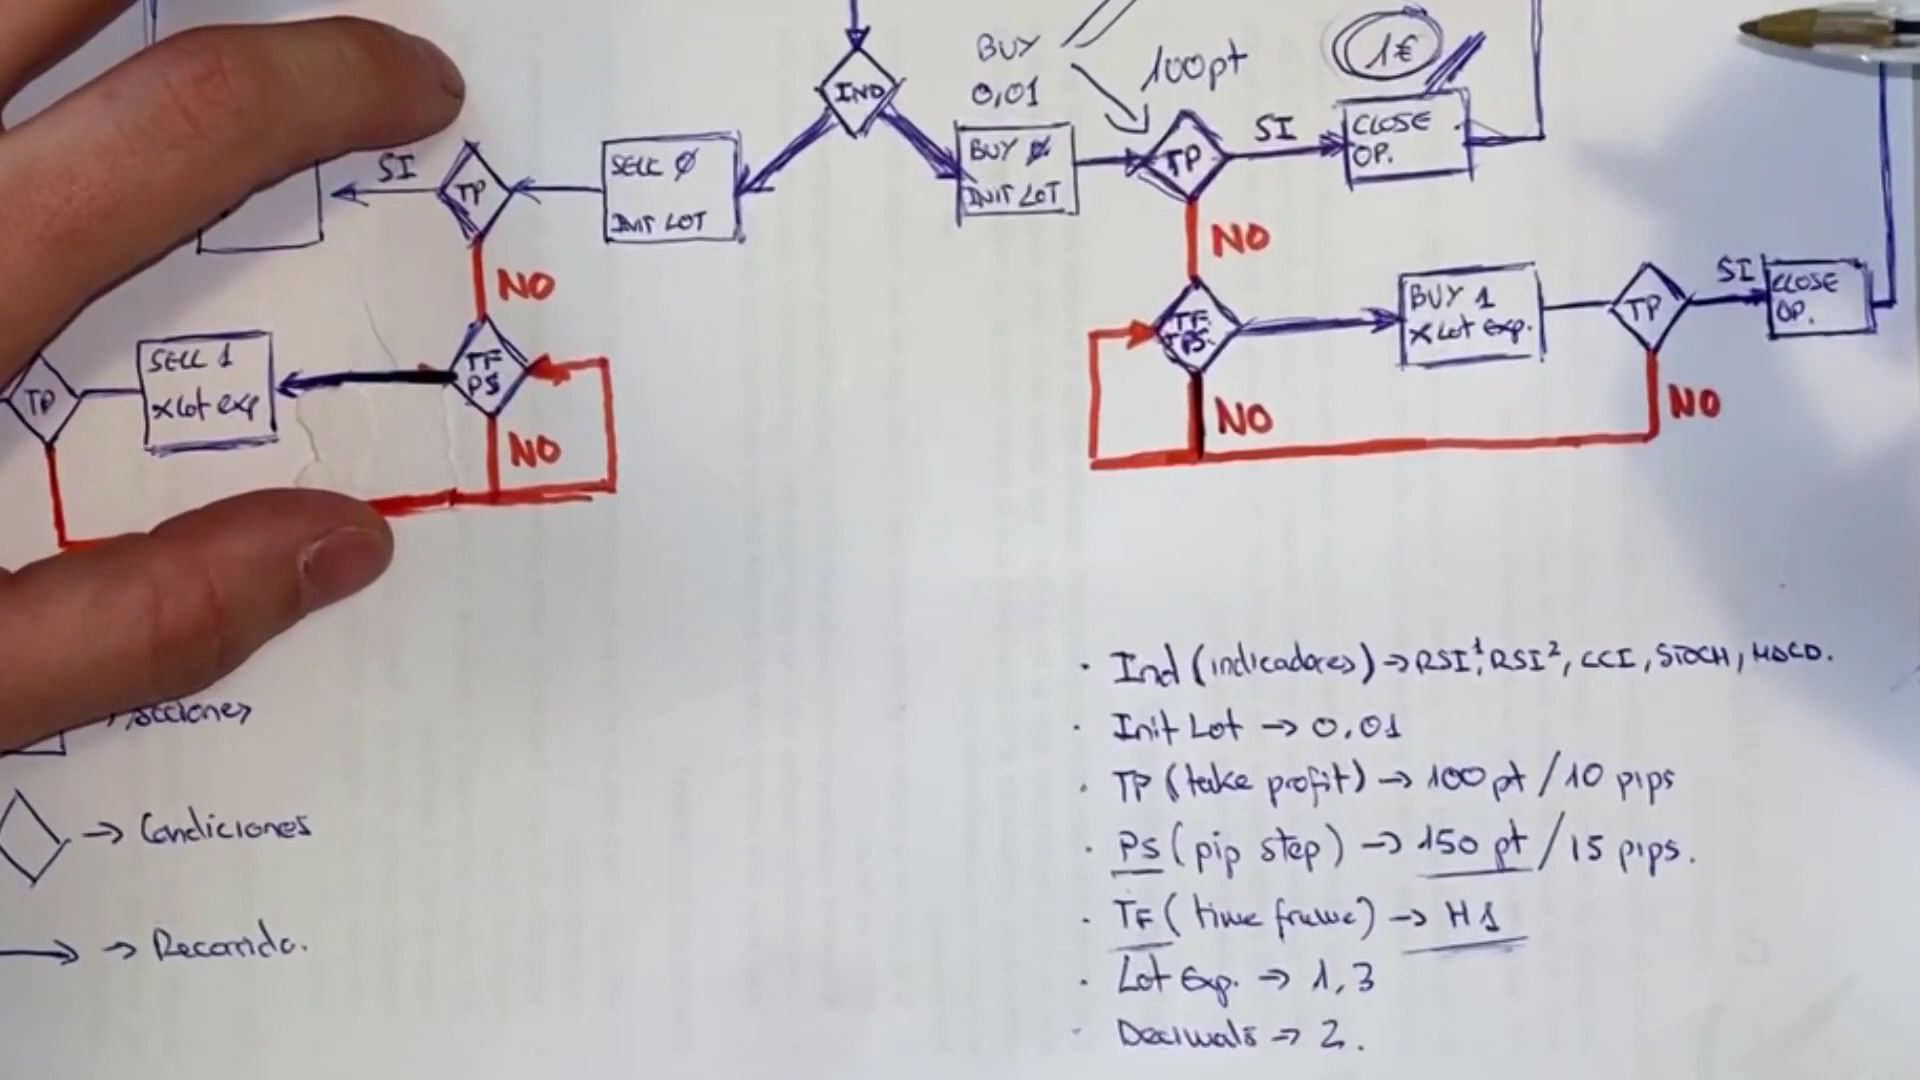 BUY
0,01
100pt
1€
IND
SELL 0
INIT LOT
BUY 0
INIT LOT
TP
SI
CLOSE
OP.
SI
TP
NO
NO
TF
PS
TF
PS.
BUY 1
x Lot exp.
TP
SI
CLOSE
OP.
SELL 1
x Lot exp
TP
NO
NO
NO
→ Condiciones
→ Recorrido.
· Ind (indicadores) → RSI¹, RSI², CCI, STOCH, MACD.
· Init Lot → 0,01
· TP (take profit) → 100 pt / 10 pips
· PS (pip step) → 150 pt / 15 pips.
· TF (time frame) → H1
· Lot Exp. → 1,3
· Decimals → 2.